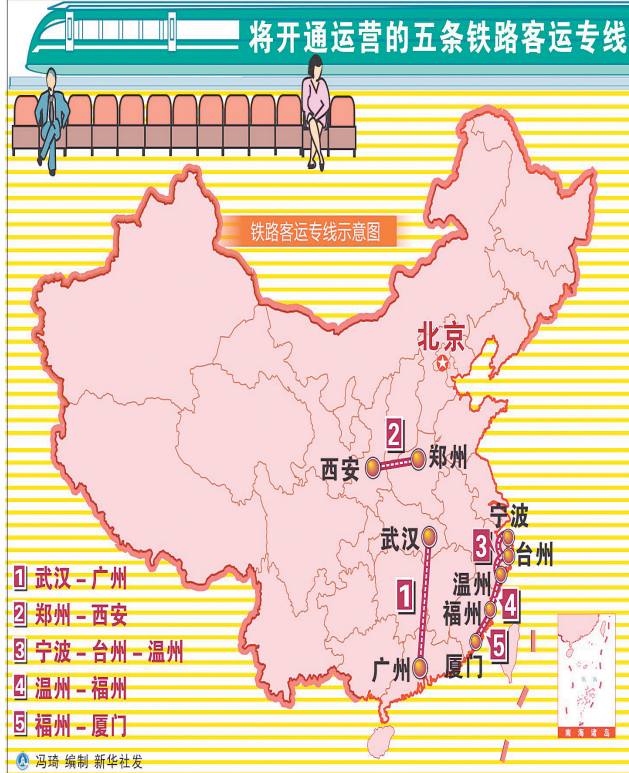 将开通运营的五条铁路客运专线
铁路客运专线示意图
北京
2
西安
郑州
武汉
宁波
3
台州
温州
1
福州
4
广州
厦门
5
1 武汉－广州
2 郑州－西安
3 宁波－台州－温州
4 温州－福州
5 福州－厦门
南海诸岛
冯琦 编制 新华社发